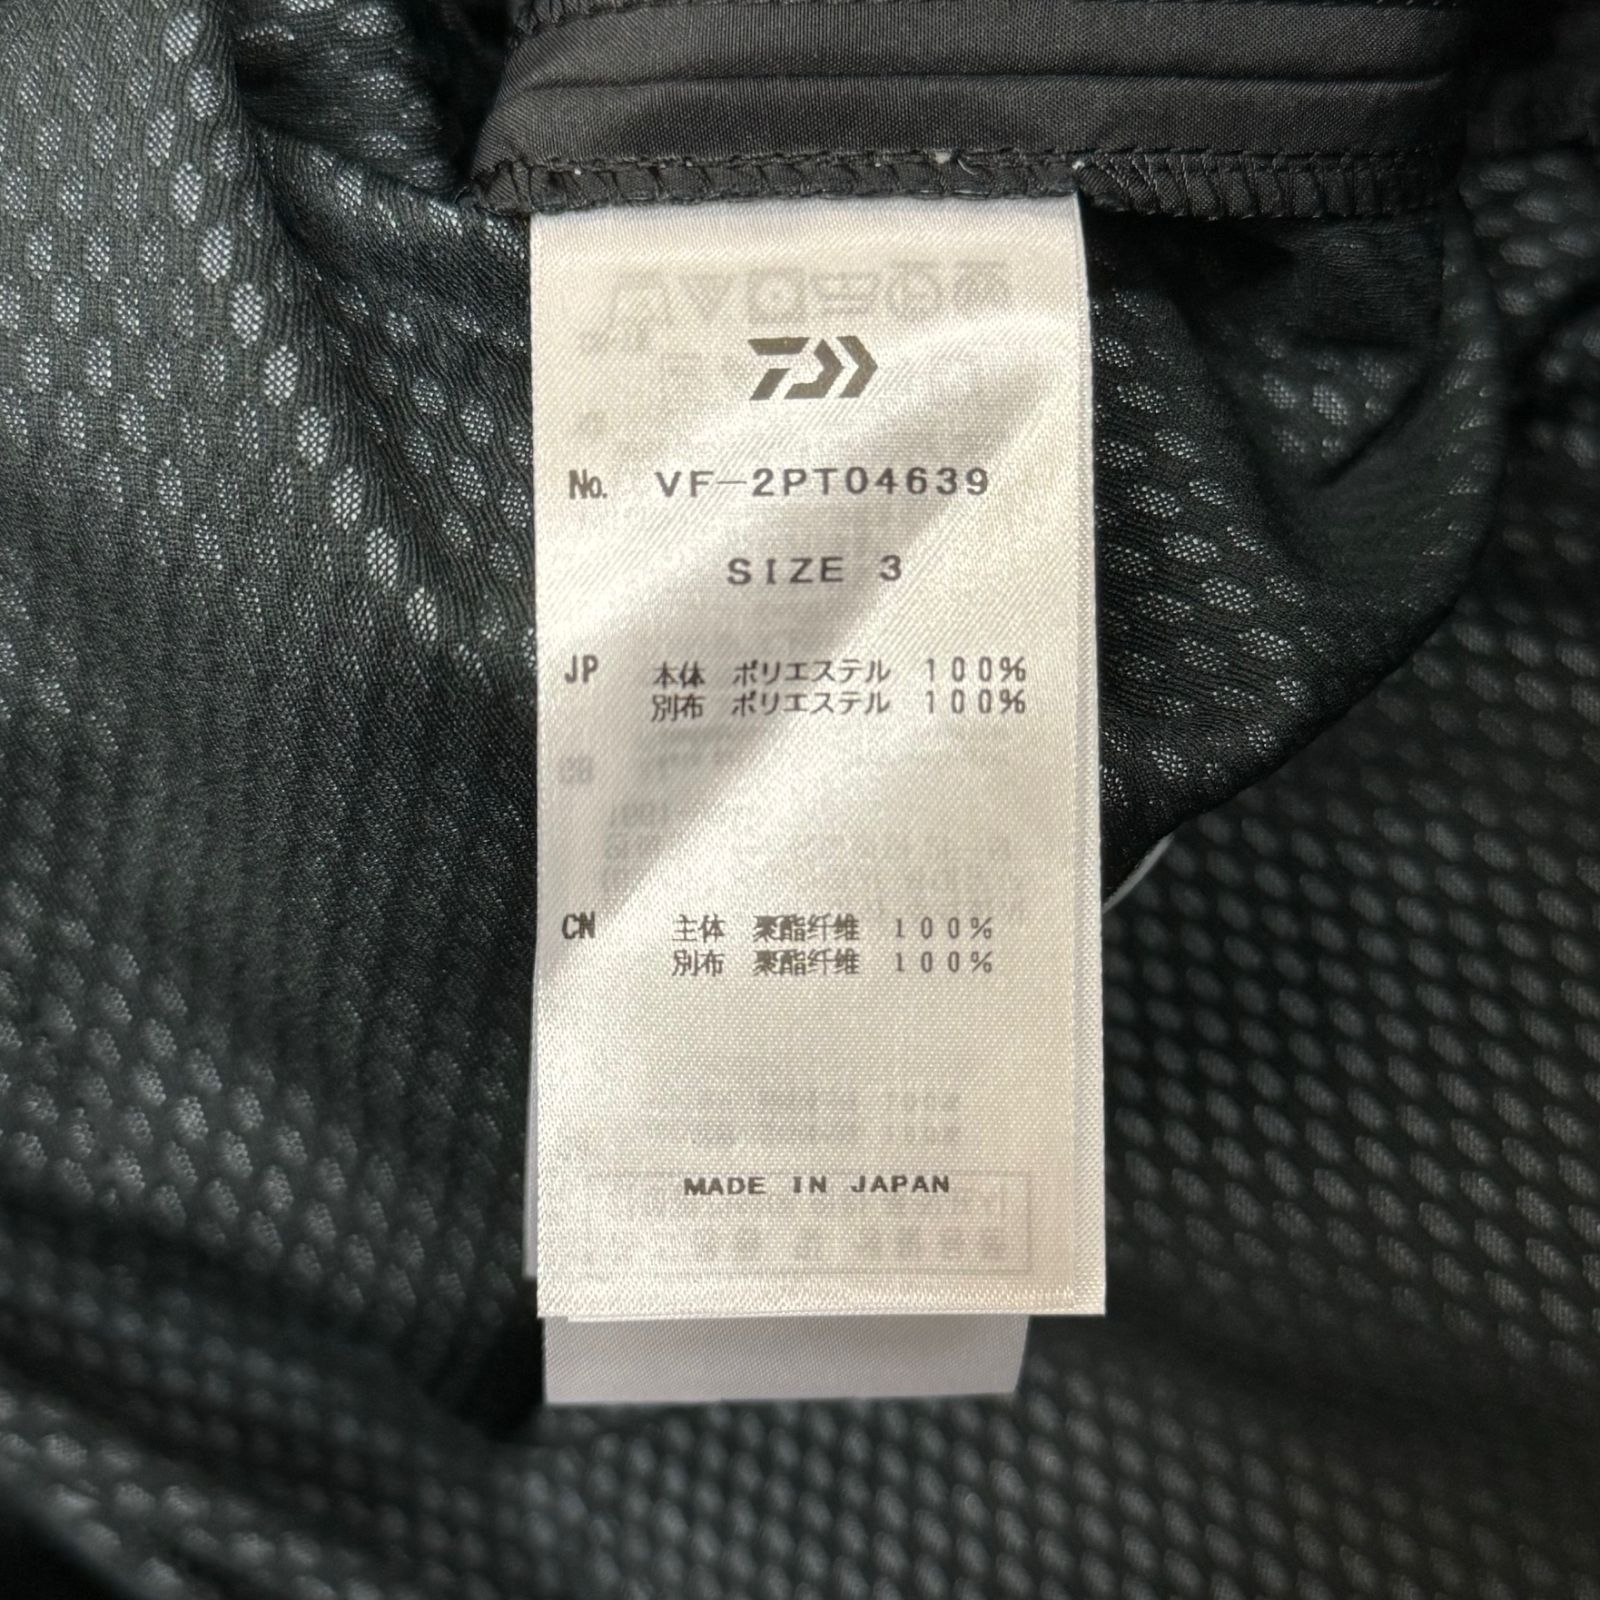 No. VF-2PT04639
SIZE 3
JP 本体 ポリエステル 100%
別布 ポリエステル 100%
CN 主体 聚酯纤维 100%
別布 聚酯纤维 100%
MADE IN JAPAN